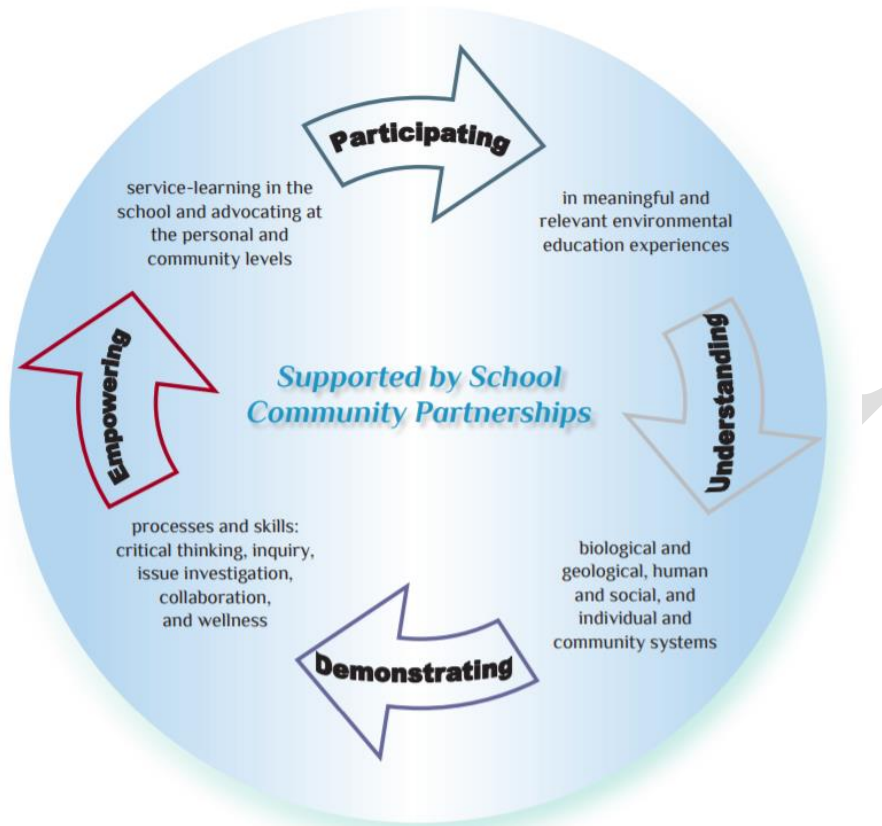 Participating
in meaningful and
relevant environmental
education experiences
Understanding
biological and
geological, human
and social, and
individual and
community systems
Demonstrating
processes and skills:
critical thinking, inquiry,
issue investigation,
collaboration,
and wellness
Empowering
service-learning in the
school and advocating at
the personal and
community levels
Supported by School
Community Partnerships